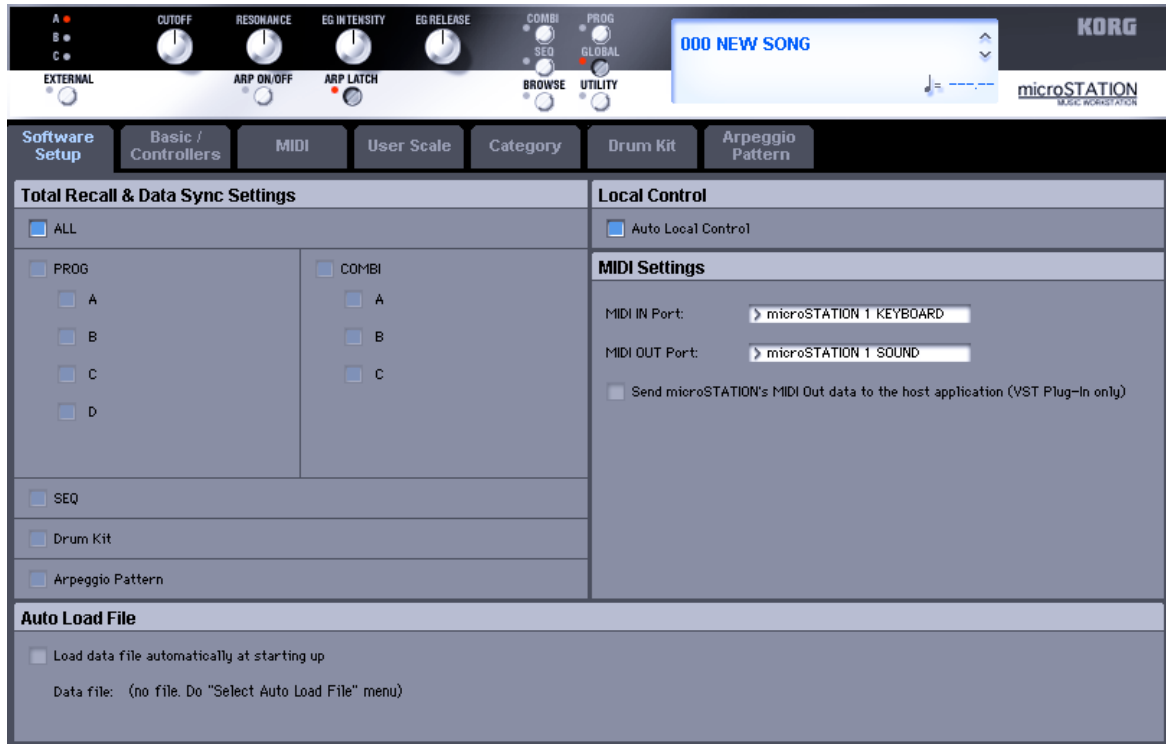 A
B
C
CUTOFF
RESONANCE
EG INTENSITY
EG RELEASE
COMBI
PROG
SEQ
GLOBAL
EXTERNAL
ARP ON/OFF
ARP LATCH
BROWSE
UTILITY
000 NEW SONG
♩= ---.--
KORG
microSTATION
MUSIC WORKSTATION
Software Setup
Basic / Controllers
MIDI
User Scale
Category
Drum Kit
Arpeggio Pattern
Total Recall & Data Sync Settings
ALL
PROG
A
B
C
D
COMBI
A
B
C
SEQ
Drum Kit
Arpeggio Pattern
Local Control
Auto Local Control
MIDI Settings
MIDI IN Port: microSTATION 1 KEYBOARD
MIDI OUT Port: microSTATION 1 SOUND
Send microSTATION's MIDI Out data to the host application (VST Plug-In only)
Auto Load File
Load data file automatically at starting up
Data file: (no file. Do "Select Auto Load File" menu)